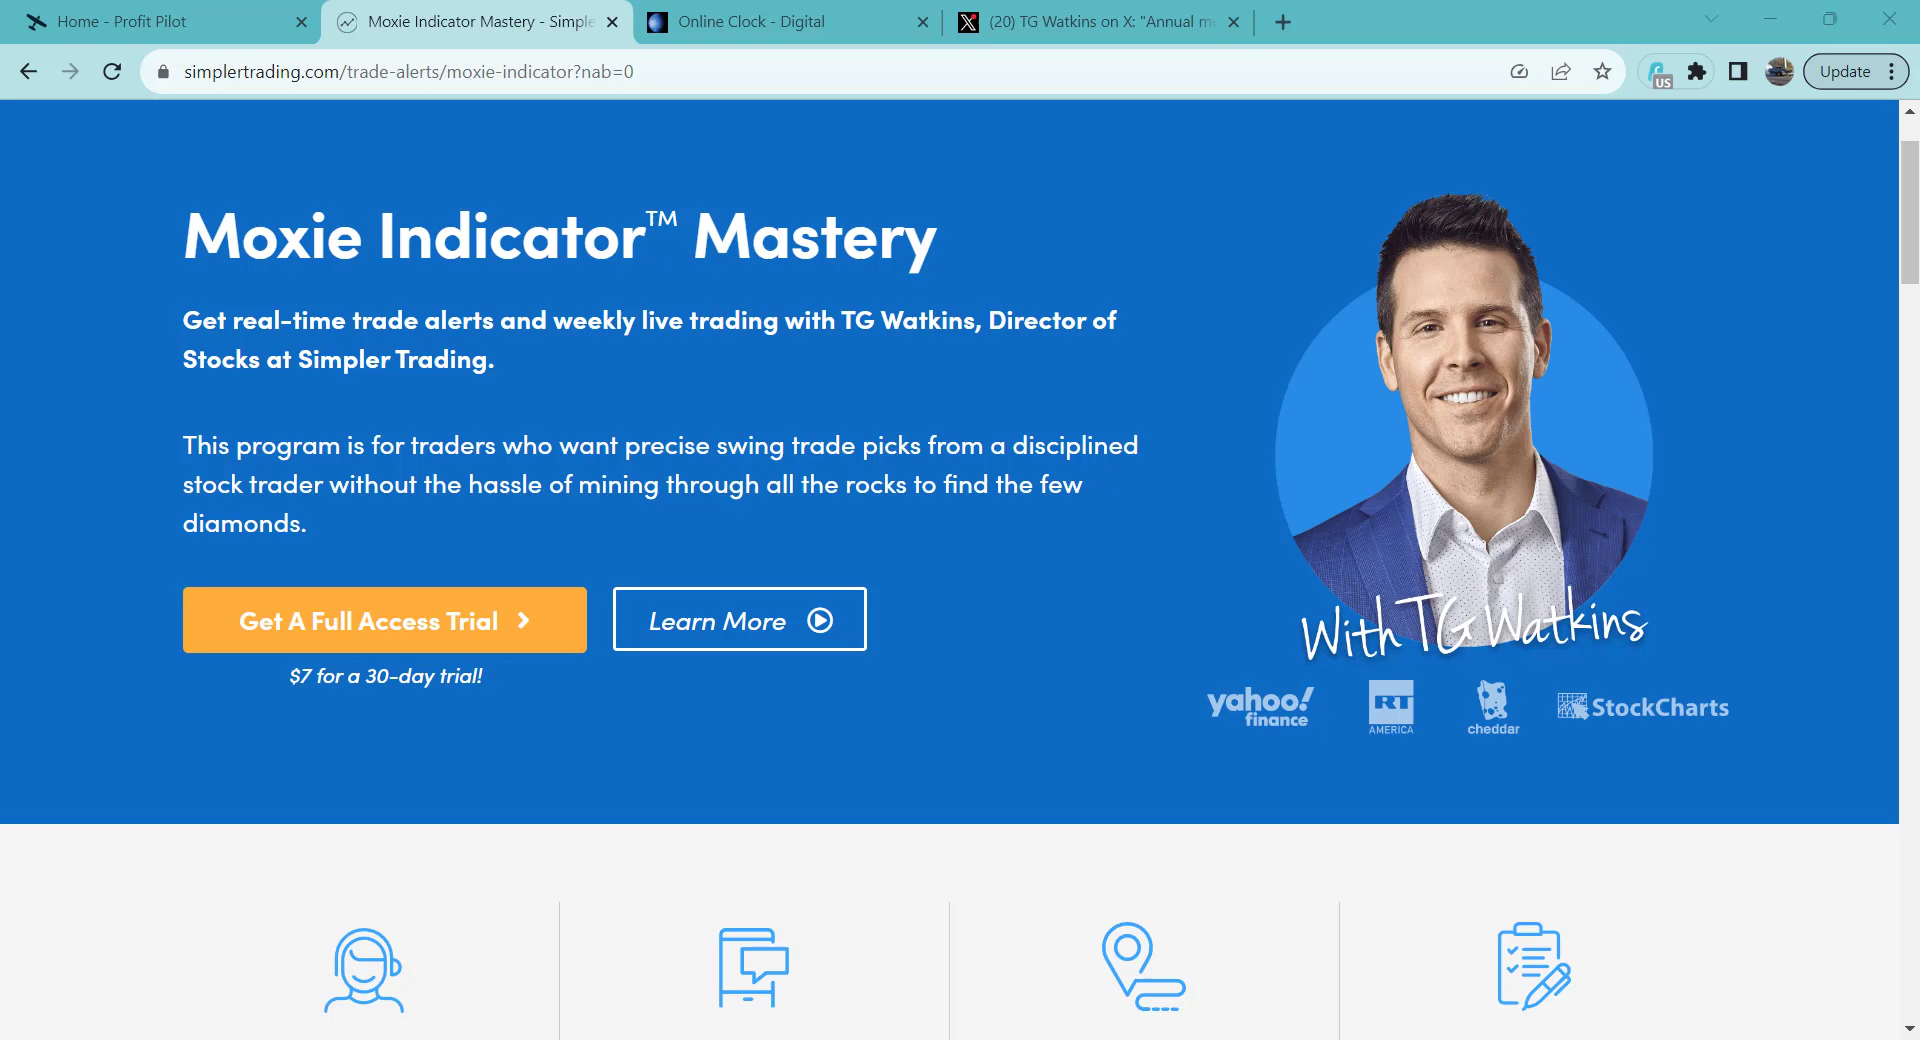 Home - Profit Pilot
Moxie Indicator Mastery - Simple
Online Clock - Digital
(20) TG Watkins on X: "Annual m
simplertrading.com/trade-alerts/moxie-indicator?nab=0
US
Update
Moxie Indicator™ Mastery
Get real-time trade alerts and weekly live trading with TG Watkins, Director of
Stocks at Simpler Trading.
This program is for traders who want precise swing trade picks from a disciplined
stock trader without the hassle of mining through all the rocks to find the few
diamonds.
Get A Full Access Trial
Learn More
$7 for a 30-day trial!
With TG Watkins
yahoo!
finance
RT
AMERICA
cheddar
StockCharts